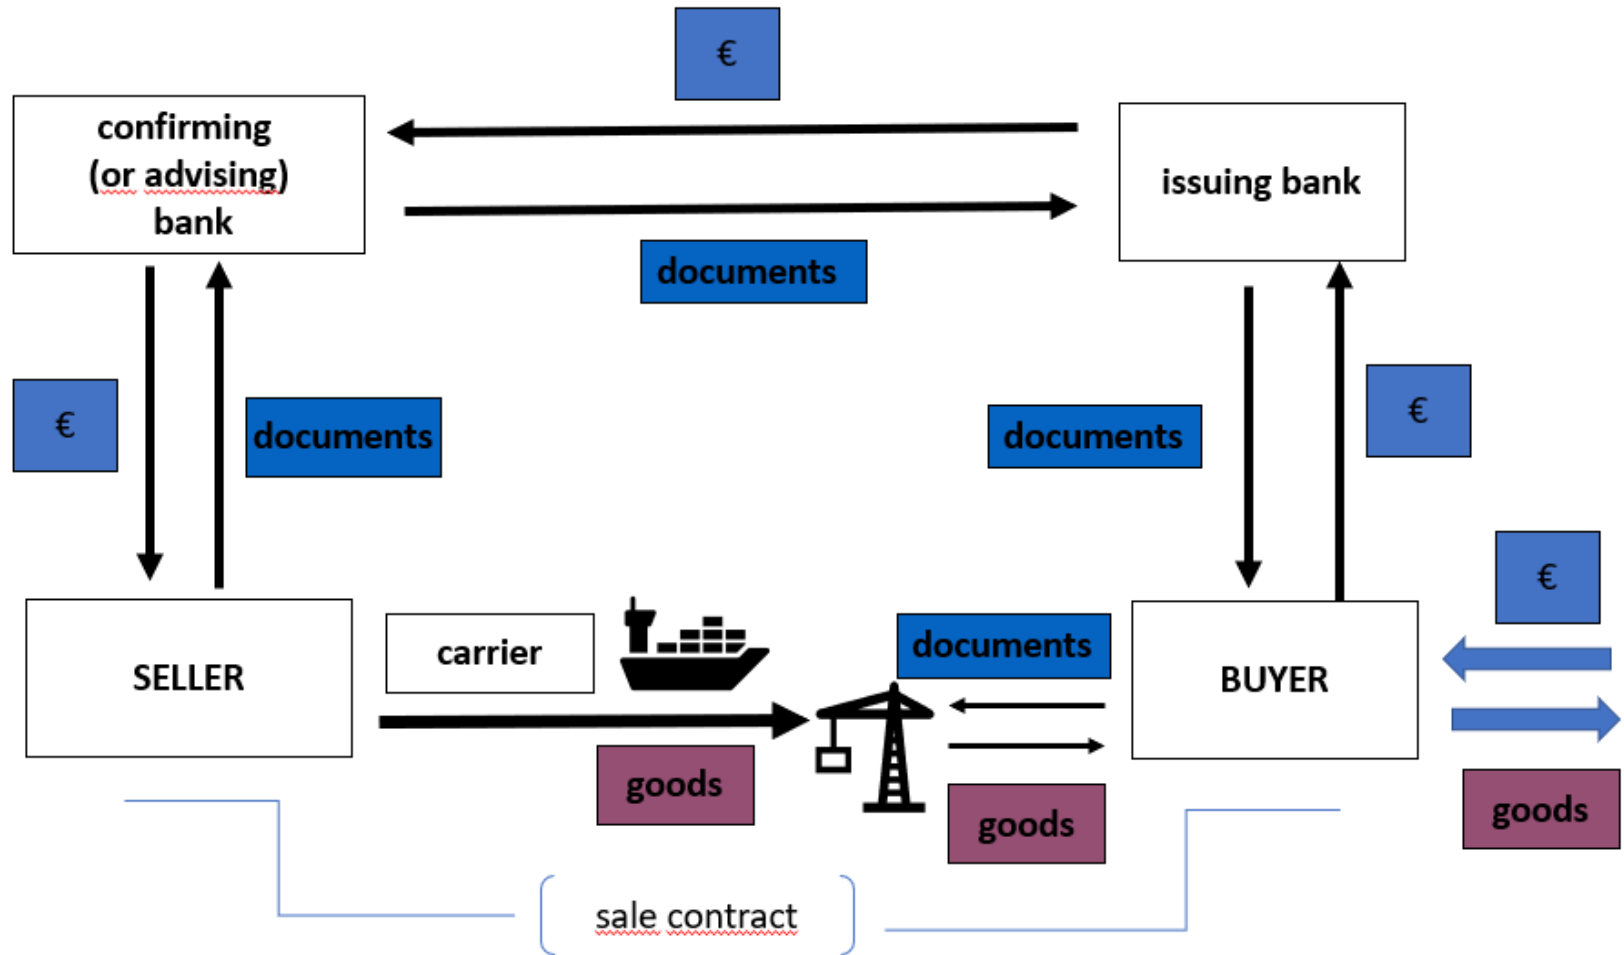 €
confirming
(or advising)
bank
issuing bank
documents
€
documents
documents
€
€
SELLER
carrier
documents
BUYER
goods
goods
goods
sale contract